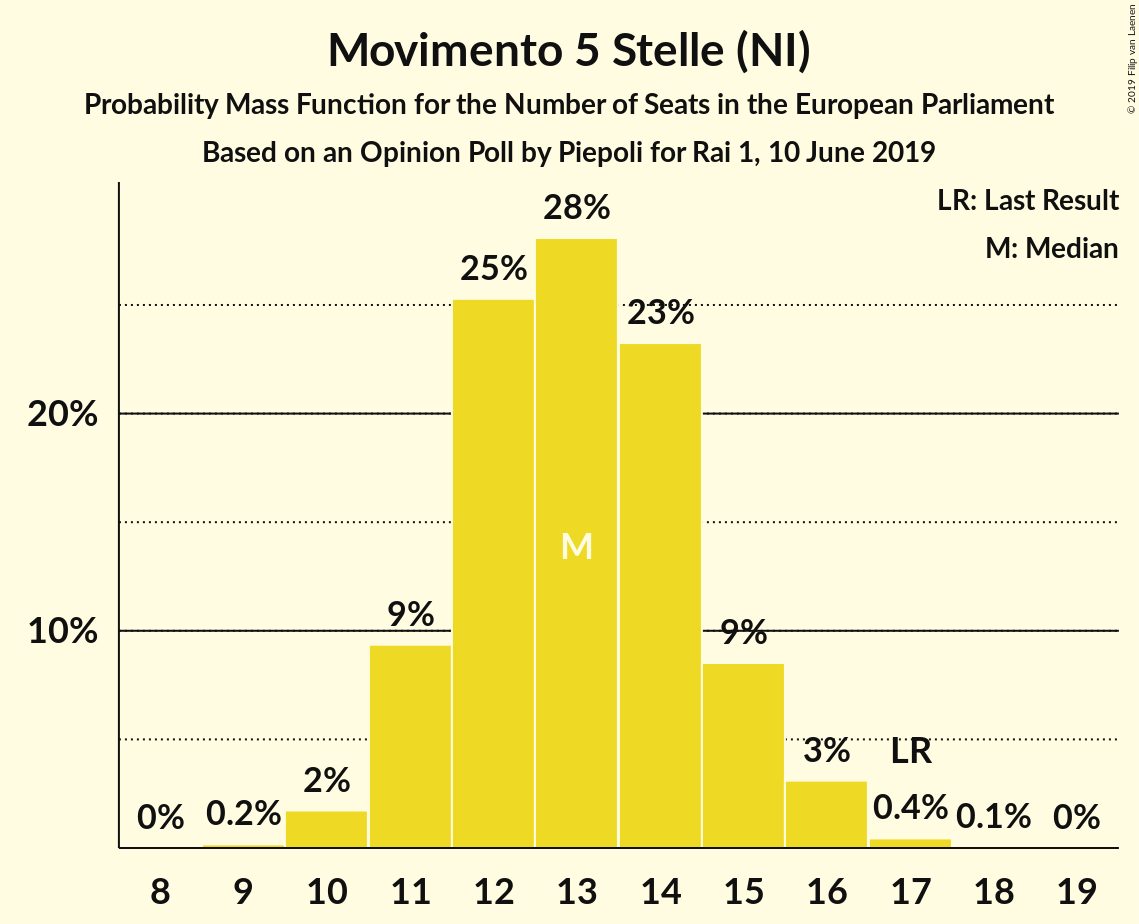 Movimento 5 Stelle (NI)
Probability Mass Function for the Number of Seats in the European Parliament
Based on an Opinion Poll by Piepoli for Rai 1, 10 June 2019
© 2019 Filip van Laenen
LR: Last Result
M: Median
20%
10%
0%
0.2%
2%
9%
25%
28%
23%
9%
3%
0.4%
0.1%
0%
M
LR
8 9 10 11 12 13 14 15 16 17 18 19